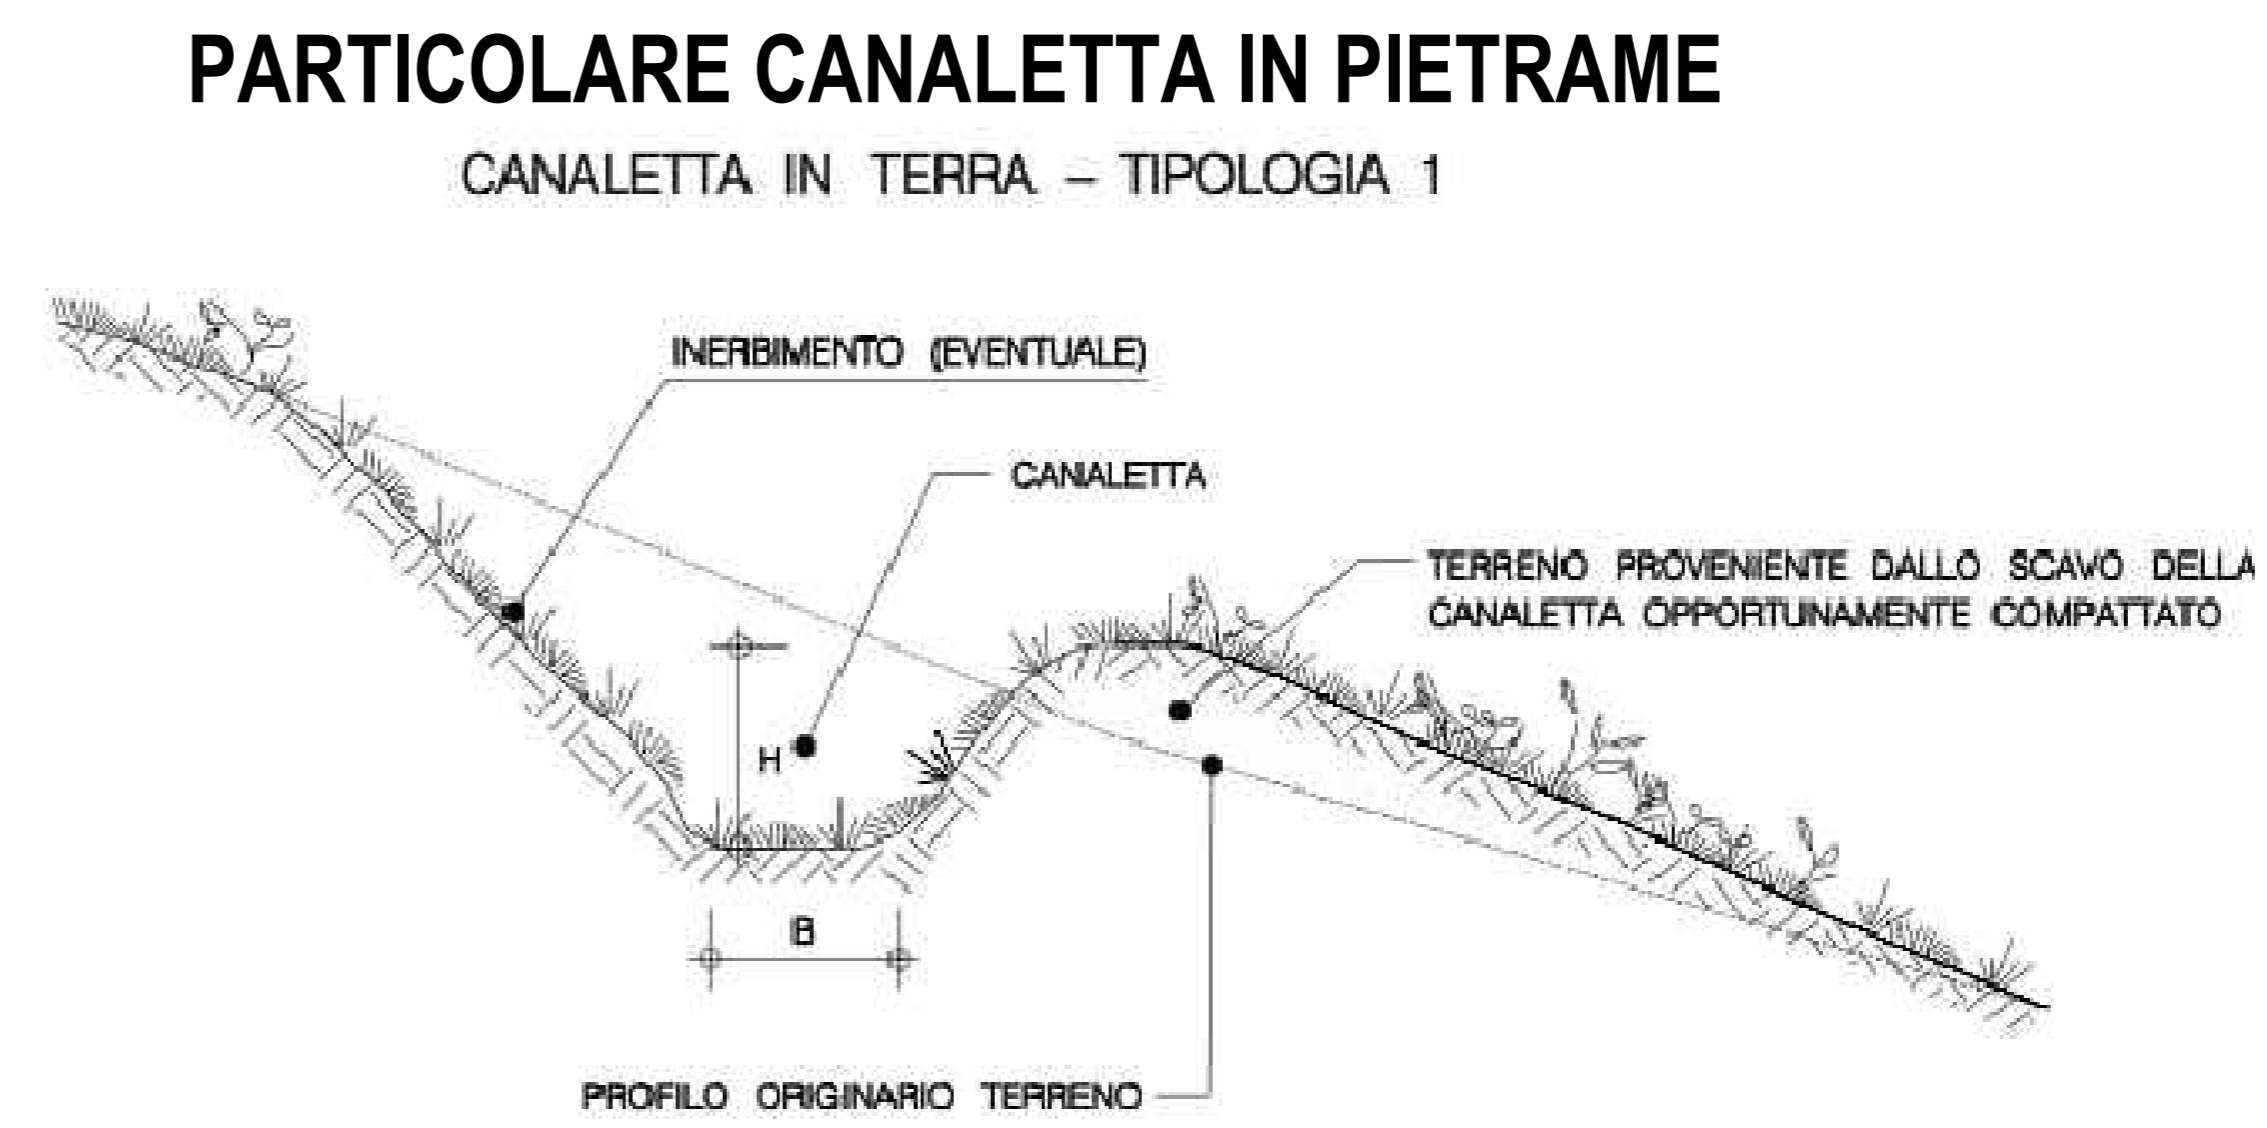 PARTICOLARE CANALETTA IN PIETRAME
CANALETTA IN TERRA – TIPOLOGIA 1
INERBIMENTO (EVENTUALE)
CANALETTA
TERRENO PROVENIENTE DALLO SCAVO DELLA
CANALETTA OPPORTUNAMENTE COMPATTATO
H
B
PROFILO ORIGINARIO TERRENO